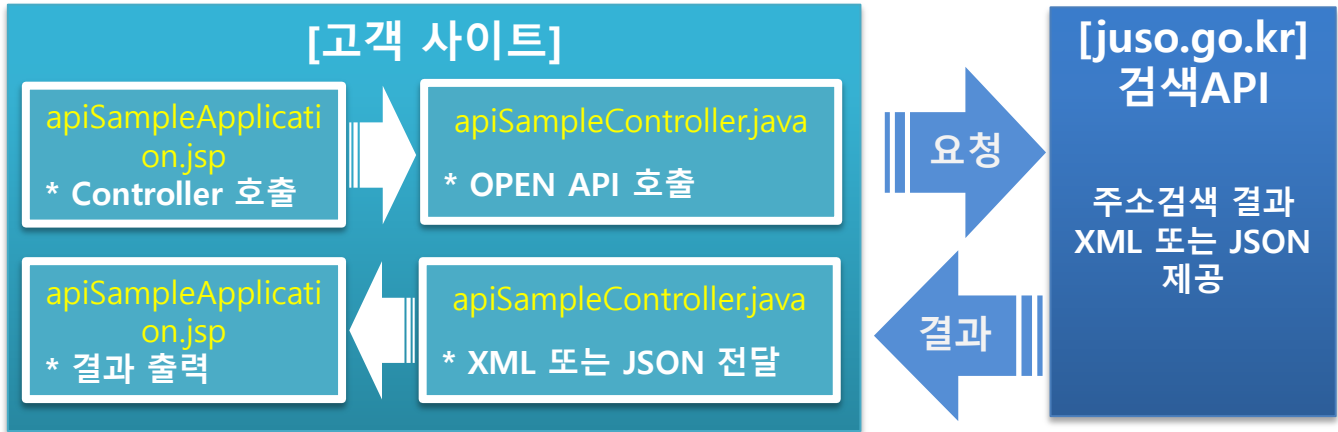 [고객 사이트]
apiSampleApplicati
on.jsp
* Controller 호출
apiSampleController.java
* OPEN API 호출
요청
[juso.go.kr]
검색API
주소검색 결과
XML 또는 JSON
제공
apiSampleApplicati
on.jsp
* 결과 출력
apiSampleController.java
* XML 또는 JSON 전달
결과